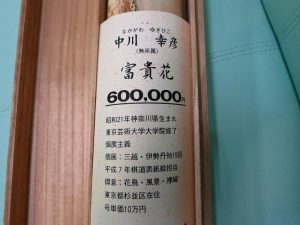 なかがわ ゆきひこ
中川 幸彦
(無所属)
富貴花
600,000円
昭和21年神奈川県生まれ
東京芸術大学大学院修了
個展主義
個展:三越・伊勢丹他15回
平成7年棋道表紙絵担当
得意:花鳥・風景・裸婦
東京都杉並区在住
号単価10万円